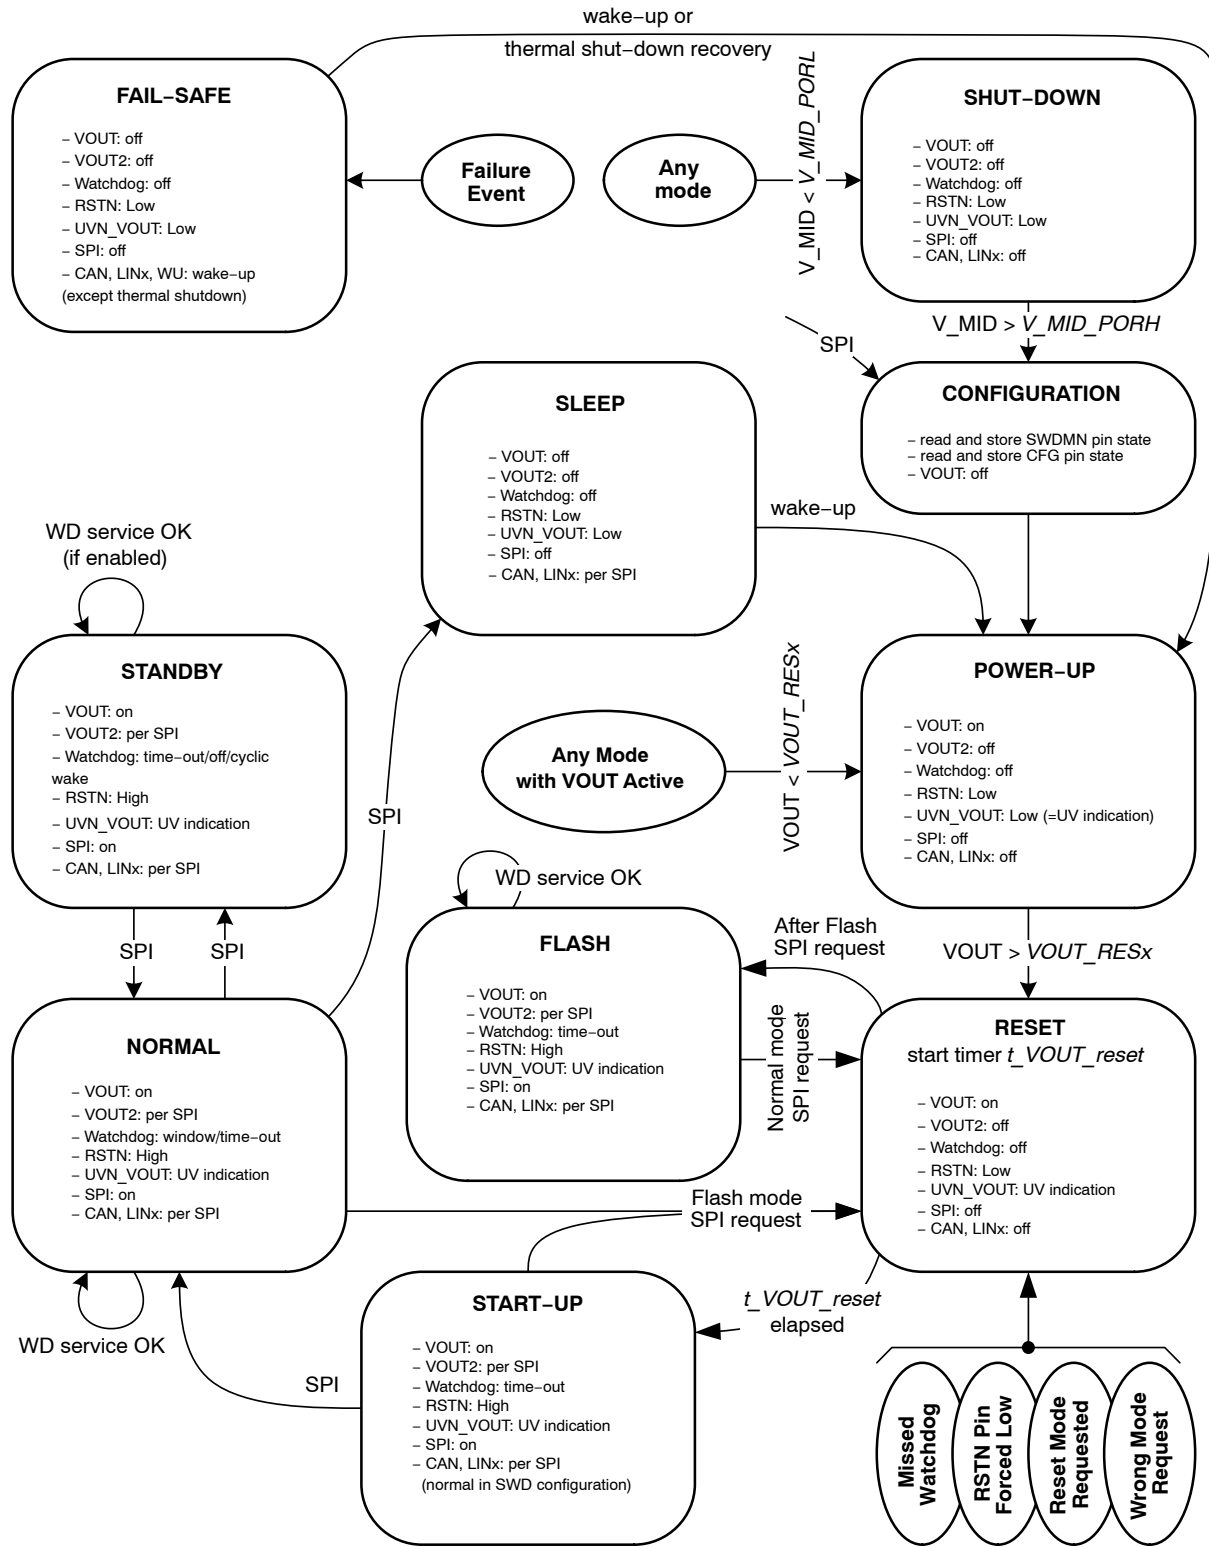 wake−up or
thermal shut−down recovery
FAIL−SAFE
− VOUT: off
− VOUT2: off
− Watchdog: off
− RSTN: Low
− UVN_VOUT: Low
− SPI: off
− CAN, LINx, WU: wake−up
(except thermal shutdown)
Failure
Event
Any
mode
V_MID < V_MID_PORL
SHUT−DOWN
− VOUT: off
− VOUT2: off
− Watchdog: off
− RSTN: Low
− UVN_VOUT: Low
− SPI: off
− CAN, LINx: off
V_MID > V_MID_PORH
SPI
CONFIGURATION
− read and store SWDMN pin state
− read and store CFG pin state
− VOUT: off
SLEEP
− VOUT: off
− VOUT2: off
− Watchdog: off
− RSTN: Low
− UVN_VOUT: Low
− SPI: off
− CAN, LINx: per SPI
wake−up
WD service OK
(if enabled)
STANDBY
− VOUT: on
− VOUT2: per SPI
− Watchdog: time−out/off/cyclic
wake
− RSTN: High
− UVN_VOUT: UV indication
− SPI: on
− CAN, LINx: per SPI
SPI
Any Mode
with VOUT Active
VOUT < VOUT_RESx
POWER−UP
− VOUT: on
− VOUT2: off
− Watchdog: off
− RSTN: Low
− UVN_VOUT: Low (=UV indication)
− SPI: off
− CAN, LINx: off
SPI
SPI
WD service OK
FLASH
− VOUT: on
− VOUT2: per SPI
− Watchdog: time−out
− RSTN: High
− UVN_VOUT: UV indication
− SPI: on
− CAN, LINx: per SPI
After Flash
SPI request
Normal mode
SPI request
VOUT > VOUT_RESx
RESET
start timer t_VOUT_reset
− VOUT: on
− VOUT2: off
− Watchdog: off
− RSTN: Low
− UVN_VOUT: UV indication
− SPI: off
− CAN, LINx: off
NORMAL
− VOUT: on
− VOUT2: per SPI
− Watchdog: window/time−out
− RSTN: High
− UVN_VOUT: UV indication
− SPI: on
− CAN, LINx: per SPI
Flash mode
SPI request
WD service OK
SPI
START−UP
− VOUT: on
− VOUT2: per SPI
− Watchdog: time−out
− RSTN: High
− UVN_VOUT: UV indication
− SPI: on
− CAN, LINx: per SPI
(normal in SWD configuration)
t_VOUT_reset
elapsed
Missed
Watchdog
RSTN Pin
Forced Low
Reset Mode
Requested
Wrong Mode
Request